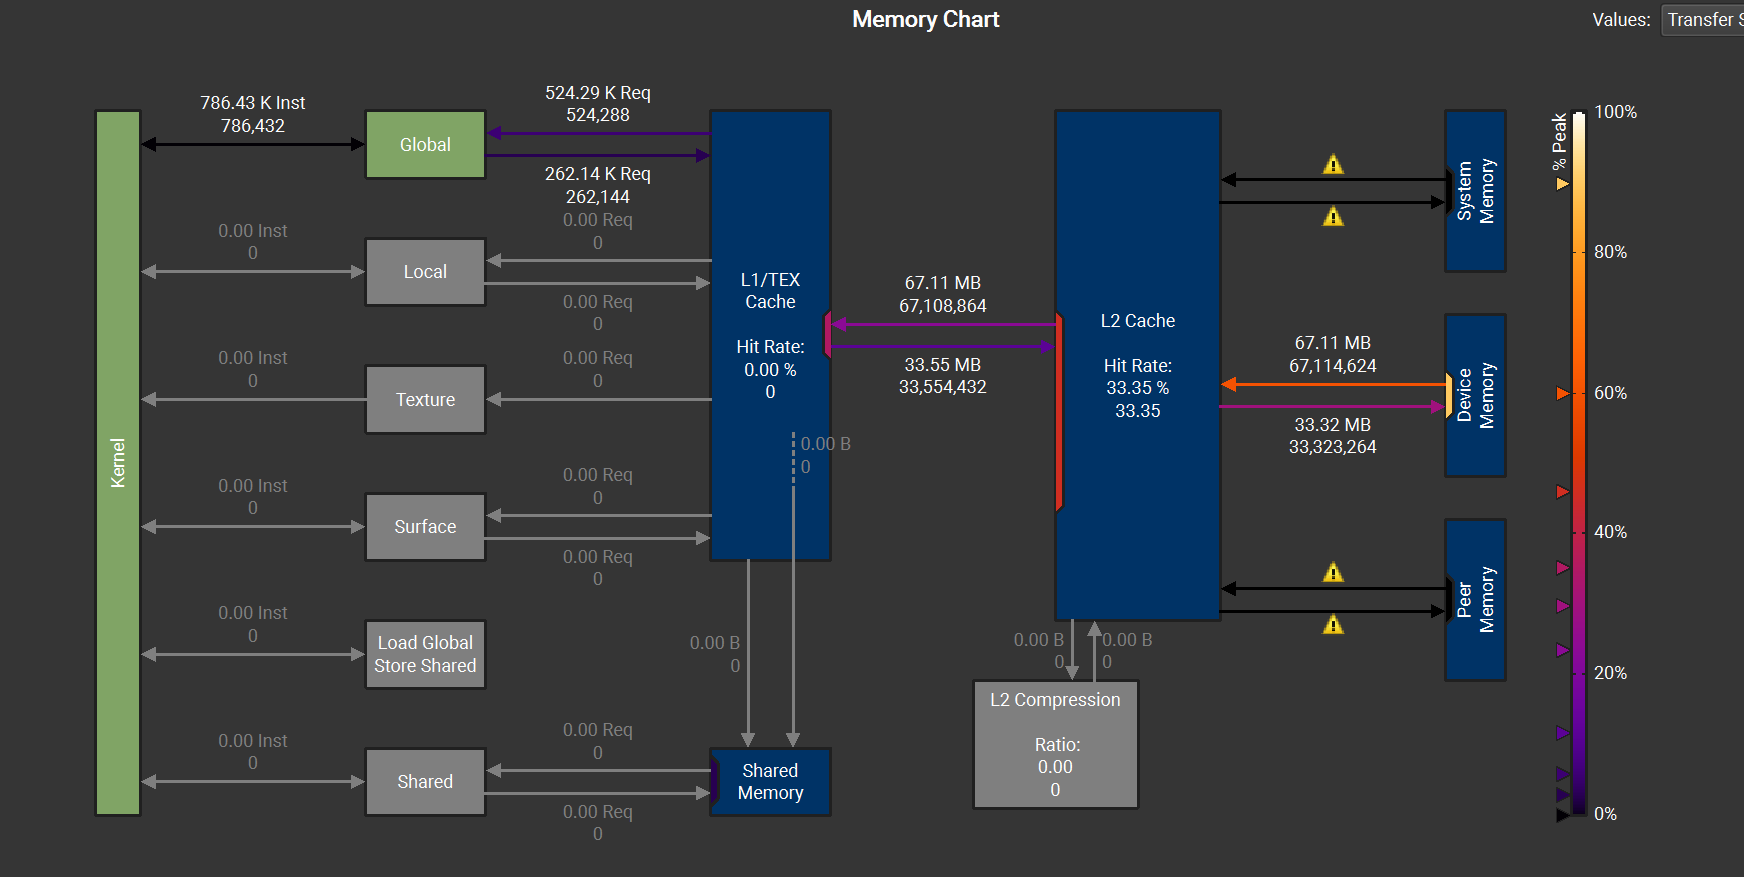 Memory Chart
Values:
Transfer S
786.43 K Inst
786,432
Global
524.29 K Req
524,288
262.14 K Req
262,144
0.00 Inst
0
Local
0.00 Req
0
0.00 Req
0
0.00 Inst
0
Texture
0.00 Req
0
0.00 Inst
0
Surface
0.00 Req
0
0.00 Req
0
0.00 Inst
0
Load Global
Store Shared
0.00 Inst
0
Shared
0.00 Req
0
0.00 Req
0
Kernel
L1/TEX
Cache
Hit Rate:
0.00 %
0
0.00 B
0
0.00 B
0
Shared
Memory
67.11 MB
67,108,864
33.55 MB
33,554,432
L2 Cache
Hit Rate:
33.35 %
33.35
0.00 B
0
0.00 B
0
L2 Compression
Ratio:
0.00
0
67.11 MB
67,114,624
33.32 MB
33,323,264
System
Memory
Device
Memory
Peer
Memory
% Peak
100%
80%
60%
40%
20%
0%